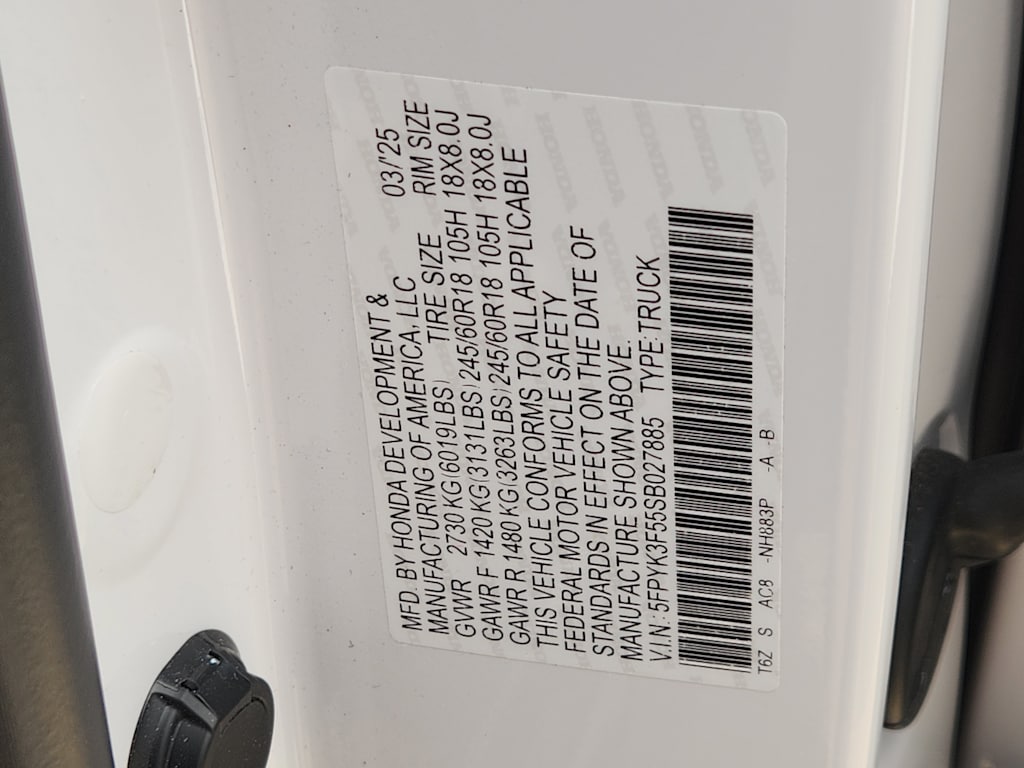 MFD. BY HONDA DEVELOPMENT & 03/'25
MANUFACTURING OF AMERICA, LLC
GVWR 2730 KG(6019LBS) TIRE SIZE RIM SIZE
GAWR F 1420 KG(3131LBS) 245/60R18 105H 18X8.0J
GAWR R 1480 KG(3263LBS) 245/60R18 105H 18X8.0J
THIS VEHICLE CONFORMS TO ALL APPLICABLE
FEDERAL MOTOR VEHICLE SAFETY
STANDARDS IN EFFECT ON THE DATE OF
MANUFACTURE SHOWN ABOVE.
V.I.N.: 5FPYK3F55SB027885 TYPE:TRUCK
T6Z S AC8 -NH883P -A -B